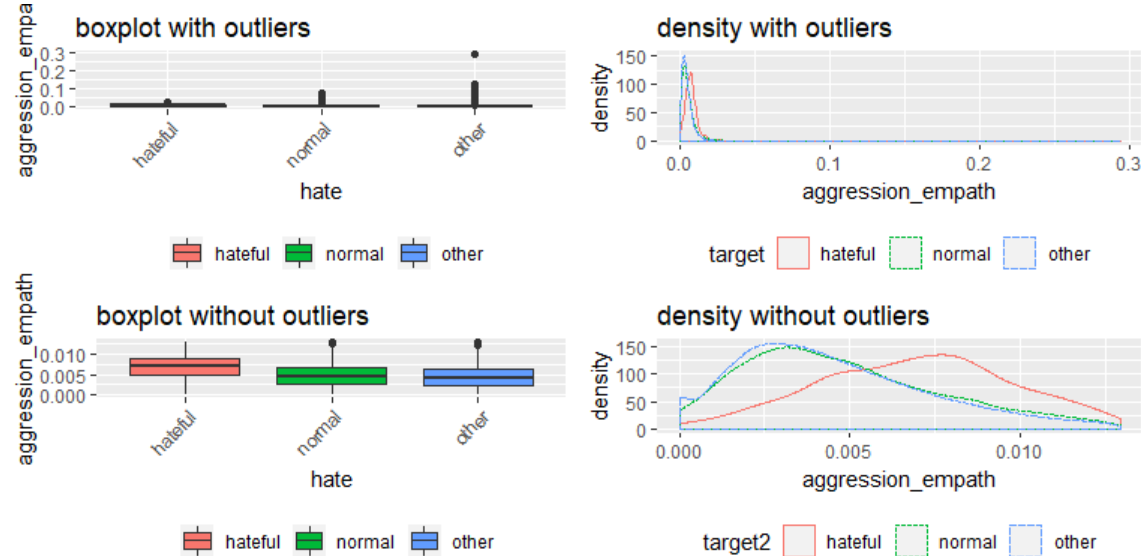 boxplot with outliers
aggression_empa
0.3
0.2
0.1
0.0
hateful
normal
other
hate
hateful normal other
density with outliers
density
150
100
50
0
0.0 0.1 0.2 0.3
aggression_empath
target hateful normal other
boxplot without outliers
aggression_empath
0.010
0.005
0.000
hateful
normal
other
hate
hateful normal other
density without outliers
density
150
100
50
0
0.000 0.005 0.010
aggression_empath
target2 hateful normal other